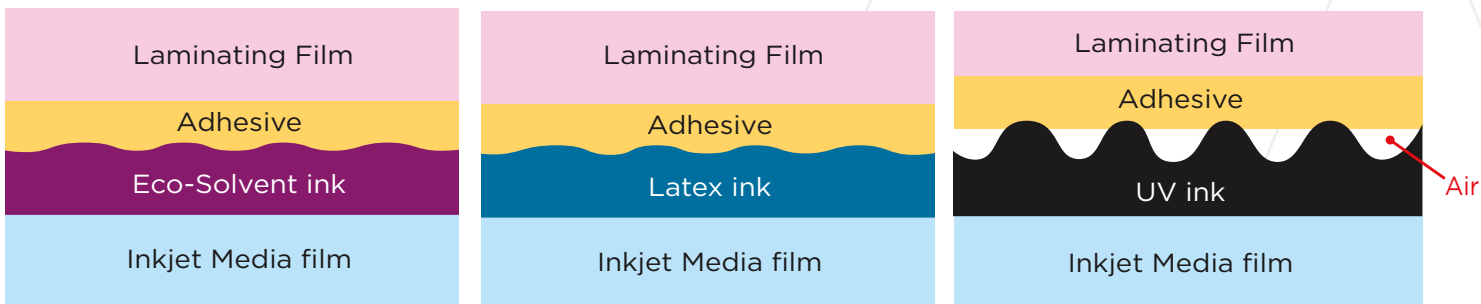 Laminating Film
Adhesive
Eco-Solvent ink
Inkjet Media film
Laminating Film
Adhesive
Latex ink
Inkjet Media film
Laminating Film
Adhesive
UV ink
Inkjet Media film
Air